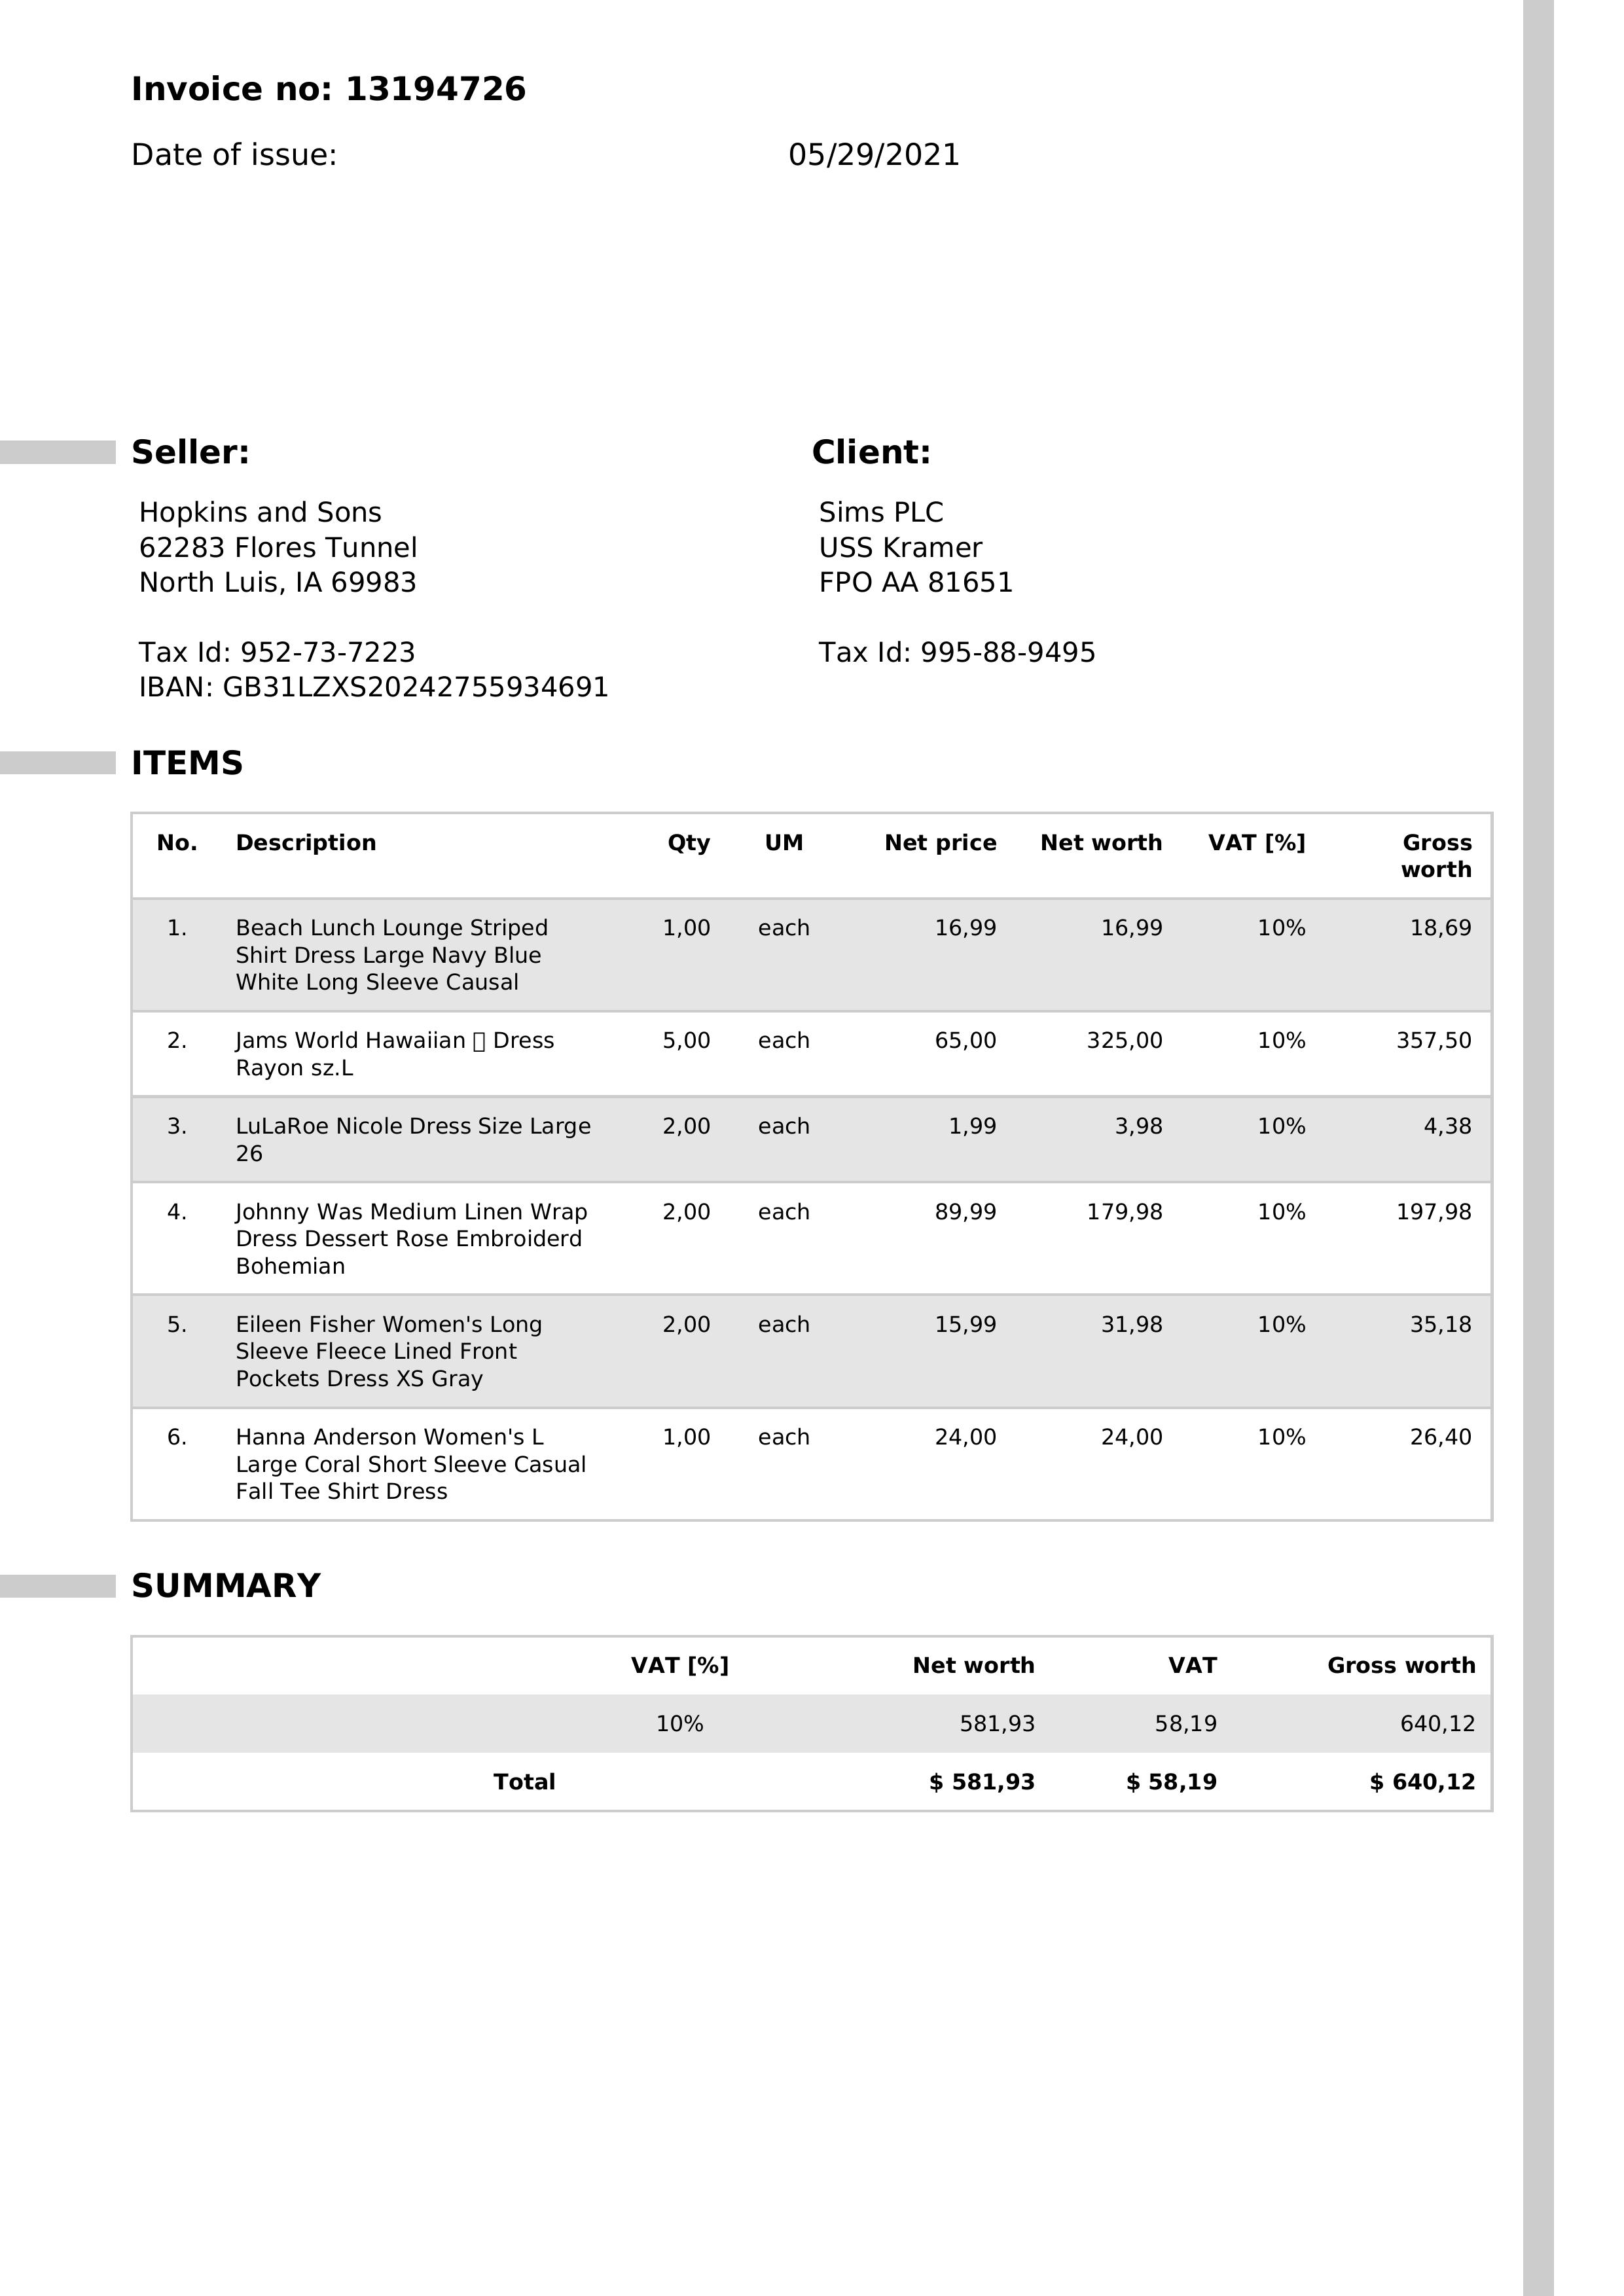 Invoice no: 13194726
Date of issue: 05/29/2021
Seller: Client:
Hopkins and Sons Sims PLC
62283 Flores Tunnel USS Kramer
North Luis, IA 69983 FPO AA 81651
Tax Id: 952-73-7223 Tax Id: 995-88-9495
IBAN: GB31LZXS20242755934691
ITEMS
No. Description Qty UM Net price Net worth VAT [%] Gross
worth
1. Beach Lunch Lounge Striped 1,00 each 16,99 16,99 10% 18,69
Shirt Dress Large Navy Blue
White Long Sleeve Causal
2. Jams World Hawaiian Dress 5,00 each 65,00 325,00 10% 357,50
Rayon sz.L
3. LuLaRoe Nicole Dress Size Large 2,00 each 1,99 3,98 10% 4,38
26
4. Johnny Was Medium Linen Wrap 2,00 each 89,99 179,98 10% 197,98
Dress Dessert Rose Embroiderd
Bohemian
5. Eileen Fisher Women's Long 2,00 each 15,99 31,98 10% 35,18
Sleeve Fleece Lined Front
Pockets Dress XS Gray
6. Hanna Anderson Women's L 1,00 each 24,00 24,00 10% 26,40
Large Coral Short Sleeve Casual
Fall Tee Shirt Dress
SUMMARY
VAT [%] Net worth VAT Gross worth
10% 581,93 58,19 640,12
Total $ 581,93 $ 58,19 $ 640,12